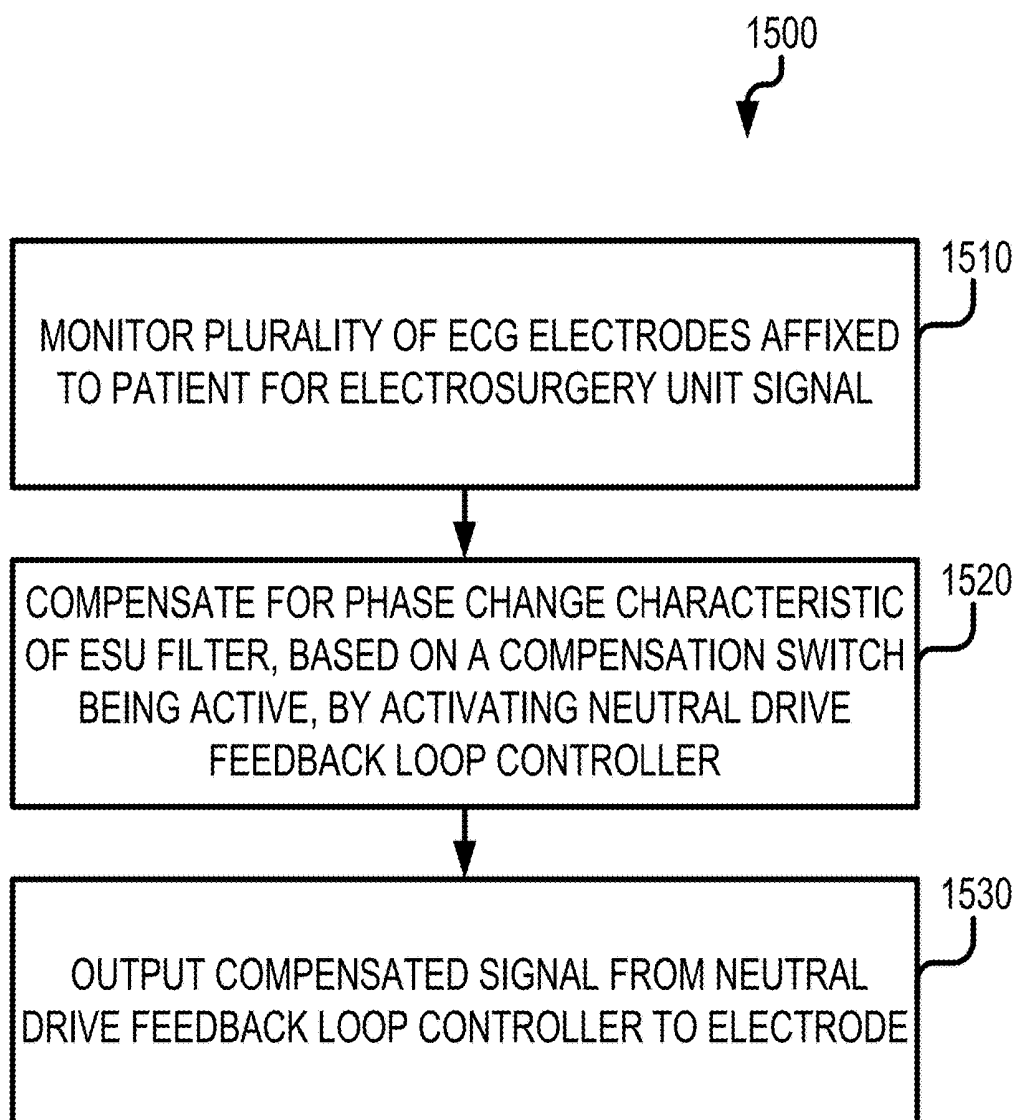 1500
1510
MONITOR PLURALITY OF ECG ELECTRODES AFFIXED
TO PATIENT FOR ELECTROSURGERY UNIT SIGNAL
1520
COMPENSATE FOR PHASE CHANGE CHARACTERISTIC
OF ESU FILTER, BASED ON A COMPENSATION SWITCH
BEING ACTIVE, BY ACTIVATING NEUTRAL DRIVE
FEEDBACK LOOP CONTROLLER
1530
OUTPUT COMPENSATED SIGNAL FROM NEUTRAL
DRIVE FEEDBACK LOOP CONTROLLER TO ELECTRODE